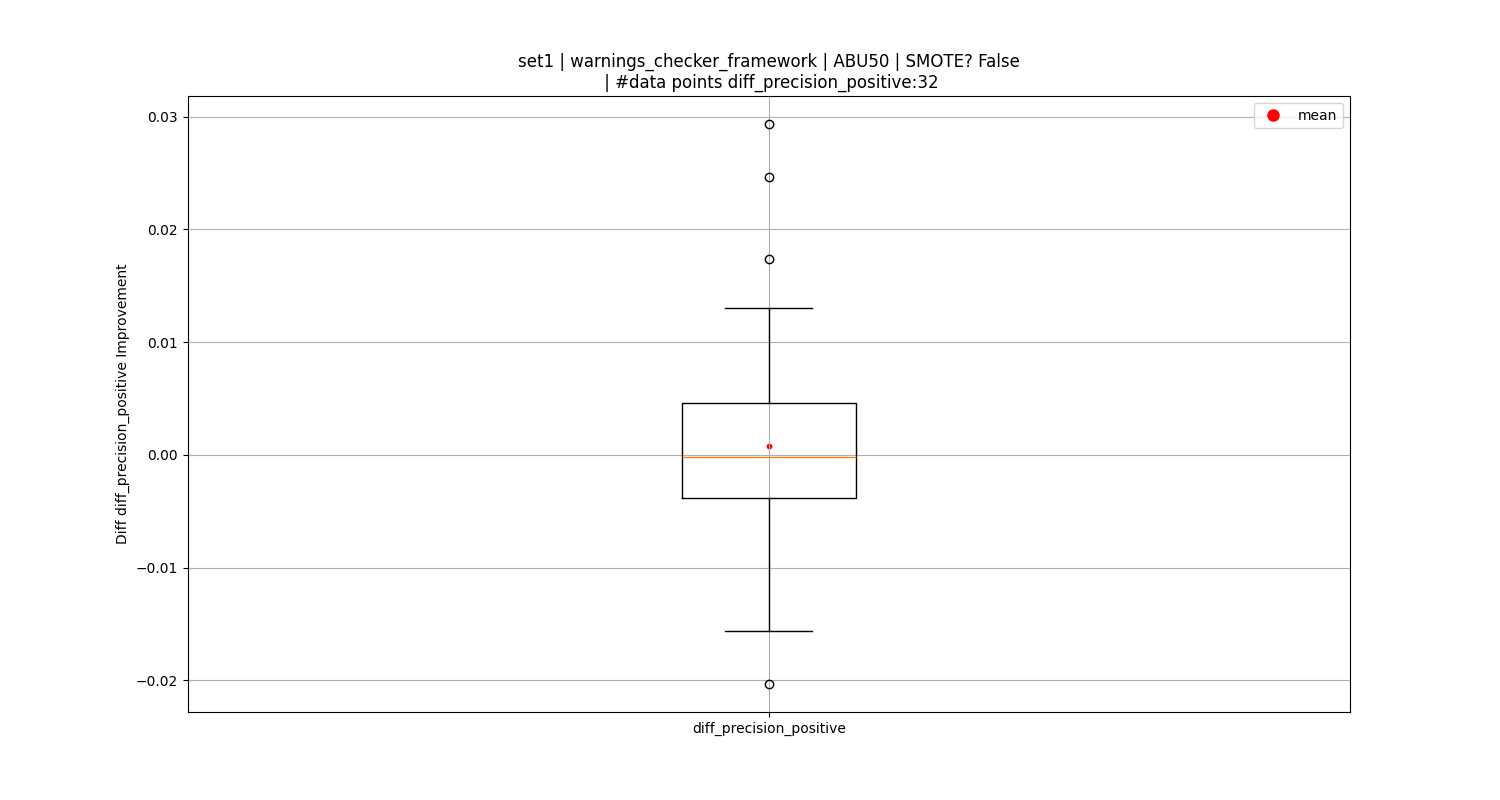 set1 | warnings_checker_framework | ABU50 | SMOTE? False
| #data points diff_precision_positive:32
mean
0.03
0.02
0.01
0.00
−0.01
−0.02
Diff diff_precision_positive Improvement
diff_precision_positive